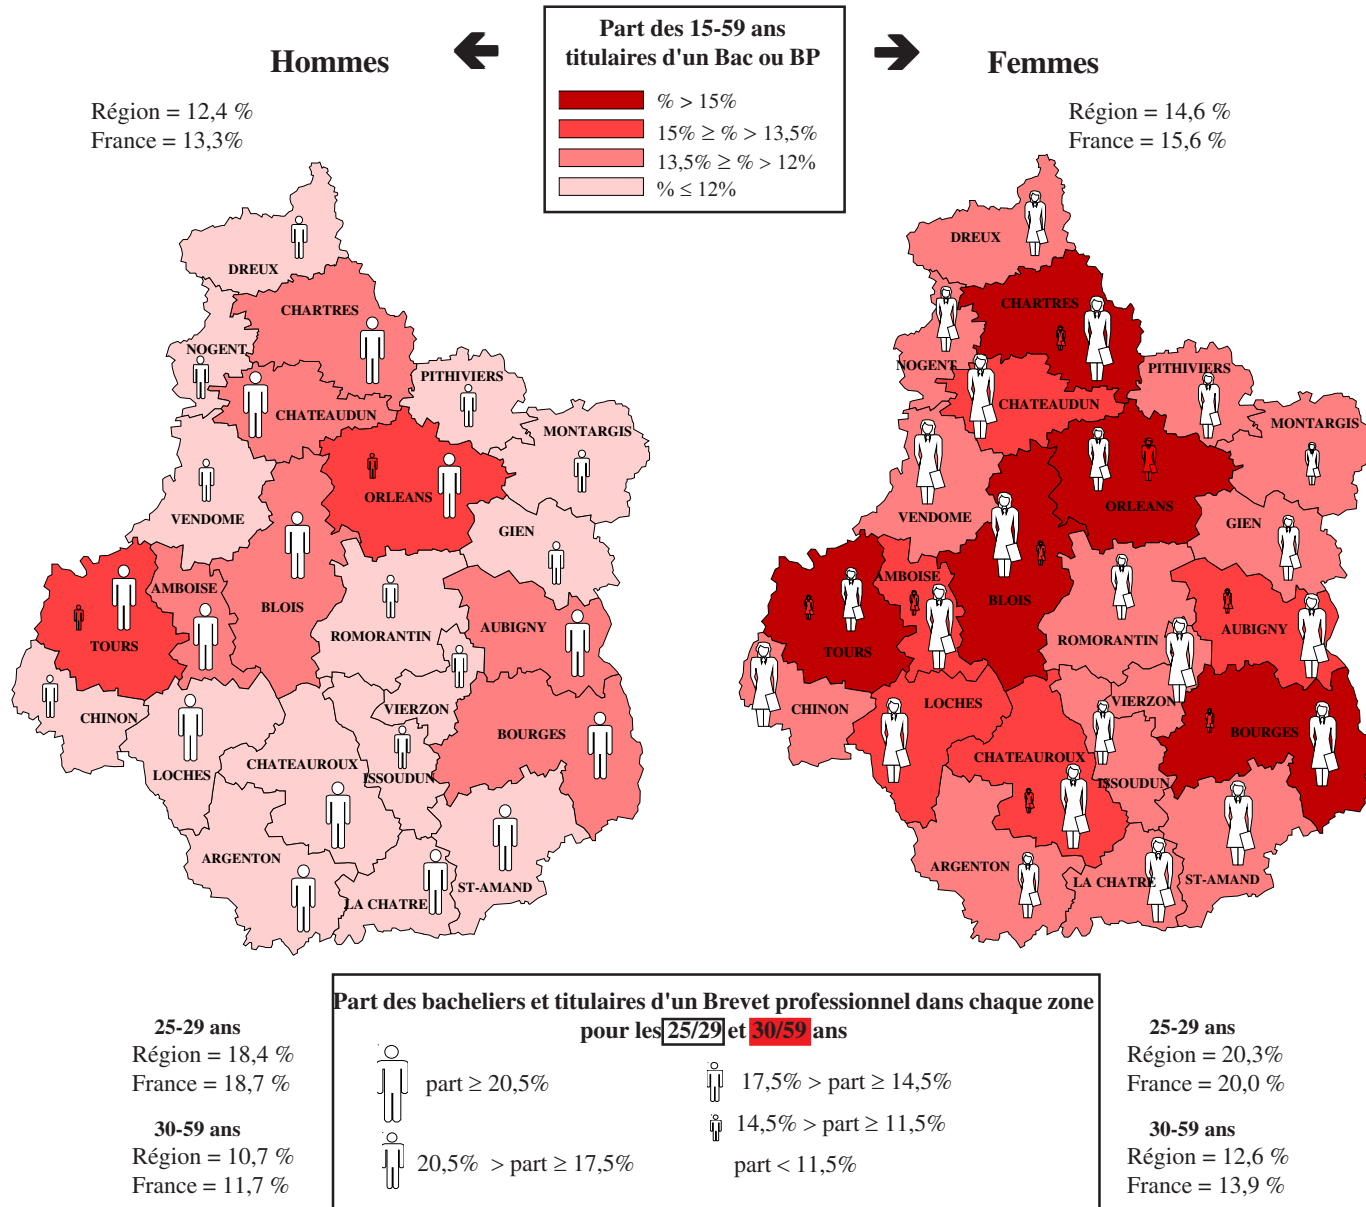 Part des 15-59 ans
titulaires d'un Bac ou BP
Hommes
Femmes
% > 15%
15% ≥ % > 13,5%
13,5% ≥ % > 12%
% ≤ 12%
Région = 12,4 %
France = 13,3%
Région = 14,6 %
France = 15,6 %
DREUX
CHARTRES
NOGENT
PITHIVIERS
CHATEAUDUN
MONTARGIS
ORLEANS
VENDOME
GIEN
AMBOISE
BLOIS
ROMORANTIN
AUBIGNY
TOURS
CHINON
VIERZON
BOURGES
LOCHES
CHATEAUROUX
ISSOUDUN
ARGENTON
LA CHATRE
ST-AMAND
DREUX
CHARTRES
NOGENT
PITHIVIERS
CHATEAUDUN
MONTARGIS
ORLEANS
VENDOME
GIEN
AMBOISE
BLOIS
ROMORANTIN
AUBIGNY
TOURS
CHINON
LOCHES
VIERZON
BOURGES
CHATEAUROUX
ISSOUDUN
ARGENTON
LA CHATRE
ST-AMAND
Part des bacheliers et titulaires d'un Brevet professionnel dans chaque zone
pour les 25/29 et 30/59 ans
part ≥ 20,5%
20,5% > part ≥ 17,5%
17,5% > part ≥ 14,5%
14,5% > part ≥ 11,5%
part < 11,5%
25-29 ans
Région = 18,4 %
France = 18,7 %
30-59 ans
Région = 10,7 %
France = 11,7 %
25-29 ans
Région = 20,3%
France = 20,0 %
30-59 ans
Région = 12,6 %
France = 13,9 %